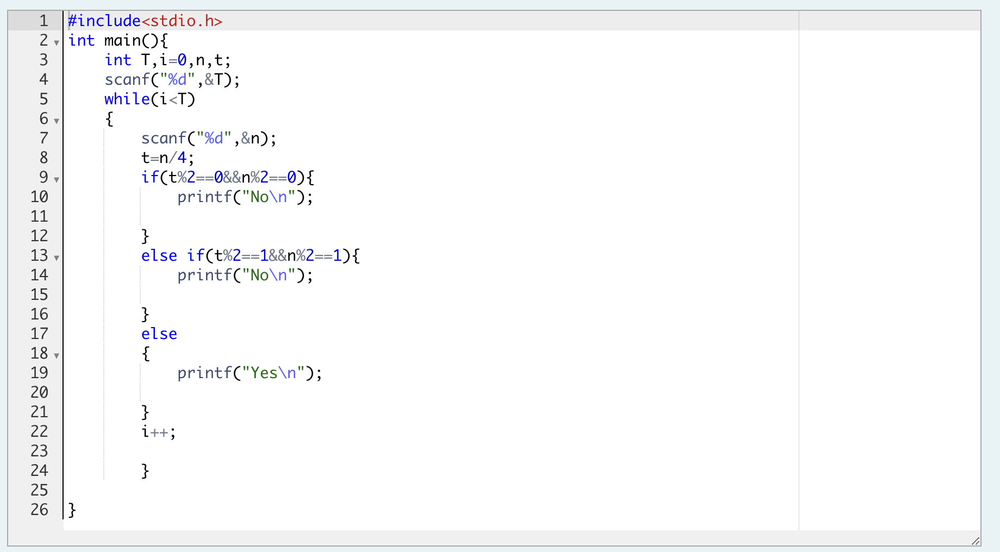 1 #include<stdio.h>
2 int main(){
3 int T,i=0,n,t;
4 scanf("%d",&T);
5 while(i<T)
6 {
7 scanf("%d",&n);
8 t=n/4;
9 if(t%2==0&&n%2==0){
10 printf("No\n");
11
12 }
13 else if(t%2==1&&n%2==1){
14 printf("No\n");
15
16 }
17 else
18 {
19 printf("Yes\n");
20
21 }
22 i++;
23
24 }
25
26 }